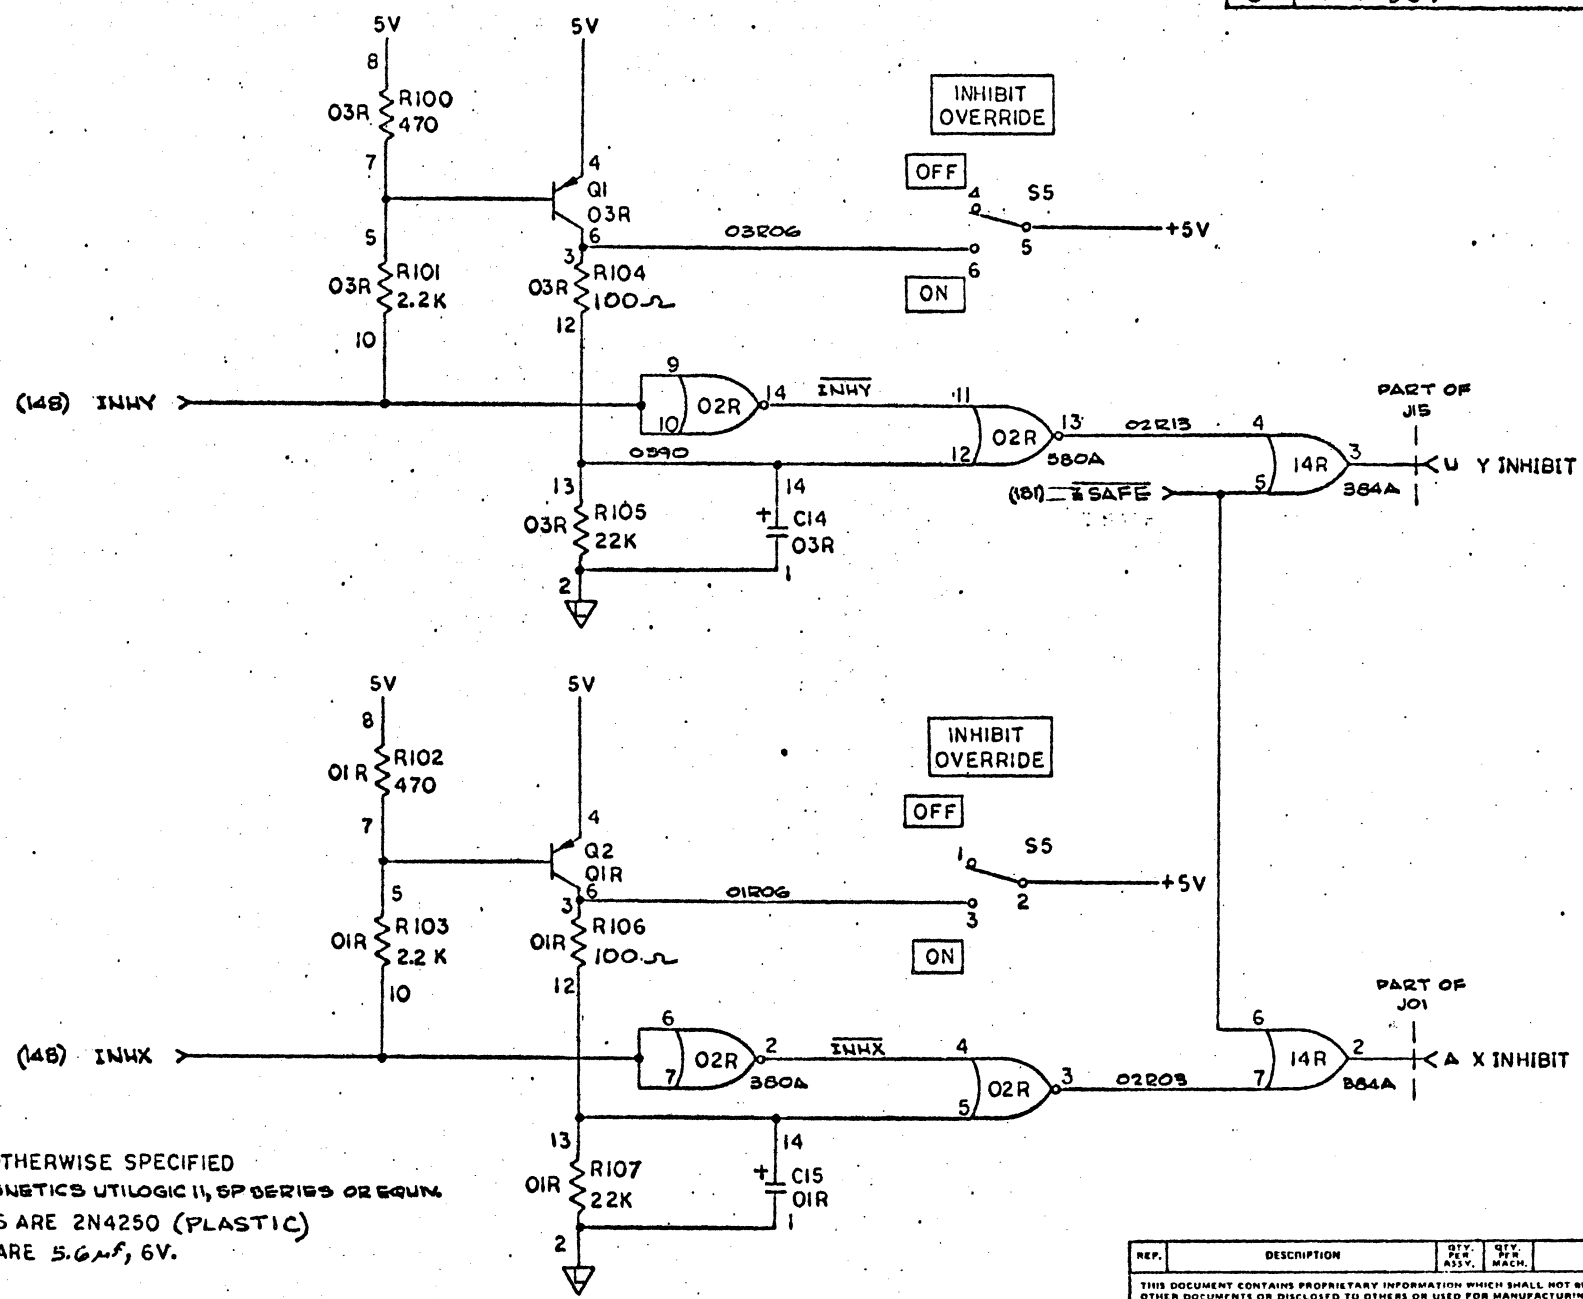 5V
5V
8
03R R100
470
INHIBIT
OVERRIDE
7
4
Q1
03R
OFF
4
S5
+5V
5
6
03R06
5
6
3
03R R101
2.2K
03R R104
100Ω
ON
10
12
(148) INHY
9
10
02R
14
INHY
11
12
02R
13
380A
02R13
4
5
14R
3
384A
PART OF
J15
U Y INHIBIT
0390
(181) SAFE
13
03R R105
22K
14
+ C14
03R
1
2
5V
5V
8
01R R102
470
INHIBIT
OVERRIDE
7
4
Q2
01R
OFF
1
S5
+5V
2
3
01R06
5
6
3
01R R103
2.2K
01R R106
100Ω
ON
10
12
(148) INHX
6
7
02R
2
380A
INHX
4
5
02R
3
02R03
6
7
14R
2
384A
PART OF
J01
A X INHIBIT
13
01R R107
22K
14
+ C15
01R
1
2
OTHERWISE SPECIFIED
NETICS UTILOGIC II, SP SERIES OR EQUIV.
S ARE 2N4250 (PLASTIC)
ARE 5.6μf, 6V.
REF. DESCRIPTION QTY. PER ASSY. QTY. PER MACH.
THIS DOCUMENT CONTAINS PROPRIETARY INFORMATION WHICH SHALL NOT
OTHER DOCUMENTS OR DISCLOSED TO OTHERS OR USED FOR MANUFACTURIN